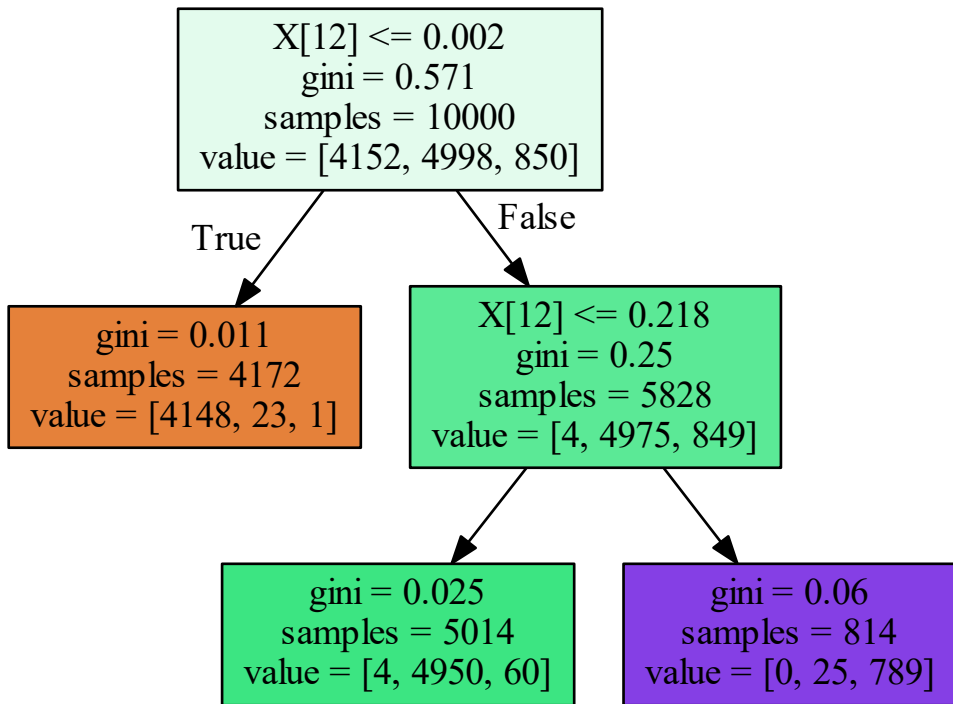 X[12] <= 0.002
gini = 0.571
samples = 10000
value = [4152, 4998, 850]
True
False
gini = 0.011
samples = 4172
value = [4148, 23, 1]
X[12] <= 0.218
gini = 0.25
samples = 5828
value = [4, 4975, 849]
gini = 0.025
samples = 5014
value = [4, 4950, 60]
gini = 0.06
samples = 814
value = [0, 25, 789]